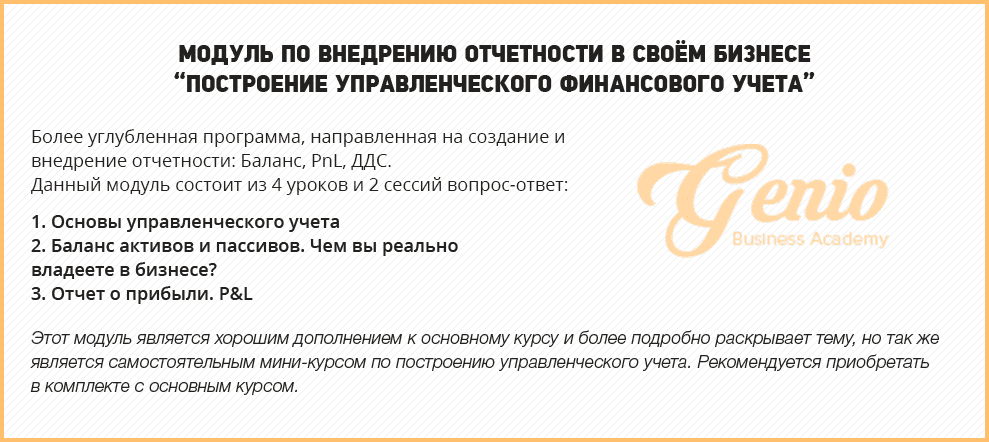 МОДУЛЬ ПО ВНЕДРЕНИЮ ОТЧЕТНОСТИ В СВОЁМ БИЗНЕСЕ
“ПОСТРОЕНИЕ УПРАВЛЕНЧЕСКОГО ФИНАНСОВОГО УЧЕТА”
Более углубленная программа, направленная на создание и
внедрение отчетности: Баланс, PnL, ДДС.
Данный модуль состоит из 4 уроков и 2 сессий вопрос-ответ:
1. Основы управленческого учета
2. Баланс активов и пассивов. Чем вы реально
владеете в бизнесе?
3. Отчет о прибыли. P&L
Genio
Business Academy
Этот модуль является хорошим дополнением к основному курсу и более подробно раскрывает тему, но так же
является самостоятельным мини-курсом по построению управленческого учета. Рекомендуется приобретать
в комплекте с основным курсом.